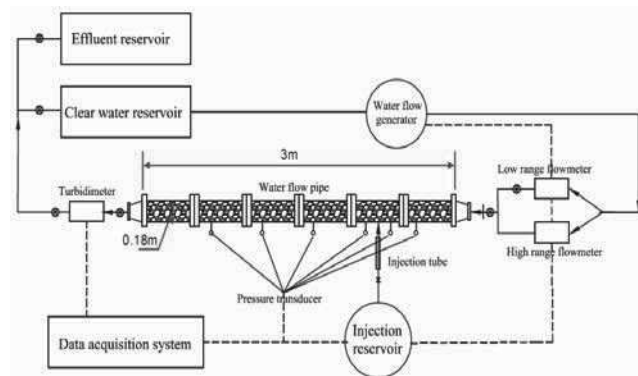 Effluent reservoir
Clear water reservoir
Water flow
generator
3m
Low range flowmeter
Turbidimeter
Water flow pipe
0.18m
Injection tube
High range flowmeter
Pressure transducer
Data acquisition system
Injection
reservoir